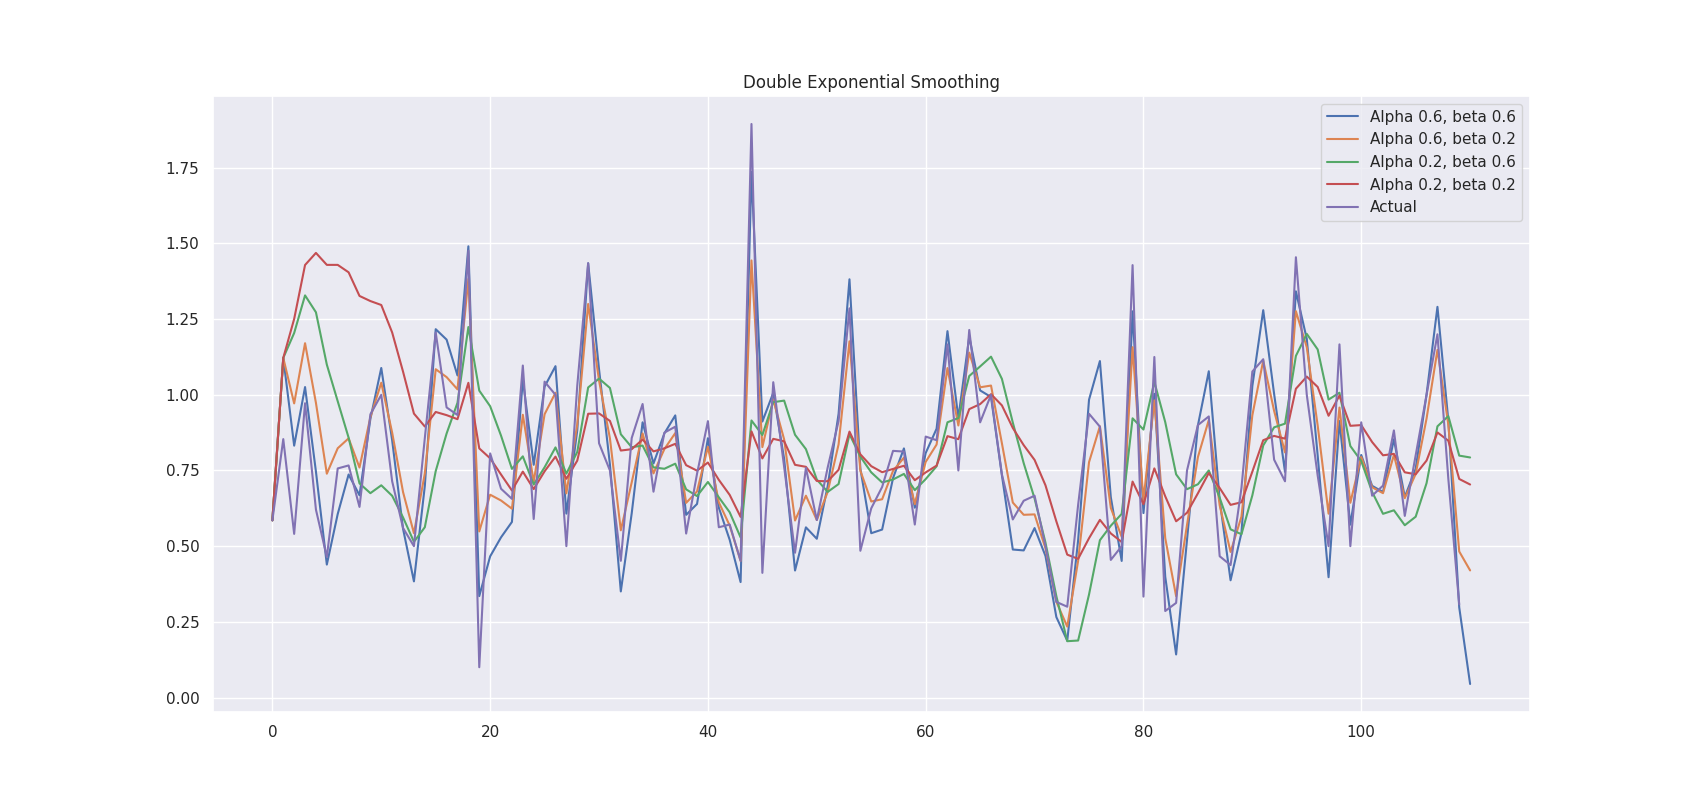 Double Exponential Smoothing
Alpha 0.6, beta 0.6
Alpha 0.6, beta 0.2
Alpha 0.2, beta 0.6
Alpha 0.2, beta 0.2
Actual
1.75
1.50
1.25
1.00
0.75
0.50
0.25
0.00
0 20 40 60 80 100